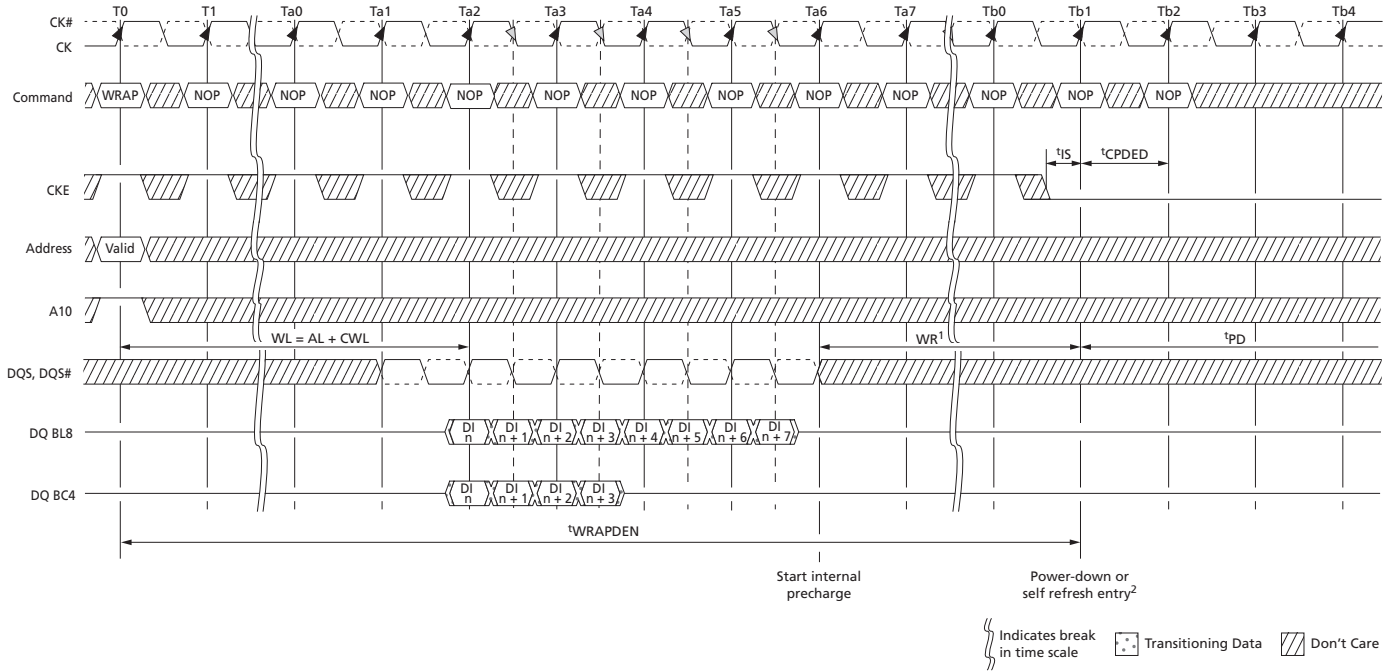 T0 T1 Ta0 Ta1 Ta2 Ta3 Ta4 Ta5 Ta6 Ta7 Tb0 Tb1 Tb2 Tb3 Tb4
CK#
CK
Command WRAP NOP NOP NOP NOP NOP NOP NOP NOP NOP NOP NOP NOP
tIS tCPDED
CKE
Address Valid
A10
WL = AL + CWL WR1 tPD
DQS, DQS#
DQ BL8 DI n DI n + 1 DI n + 2 DI n + 3 DI n + 4 DI n + 5 DI n + 6 DI n + 7
DQ BC4 DI n DI n + 1 DI n + 2 DI n + 3
tWRAPDEN
Start internal
precharge
Power-down or
self refresh entry2
Indicates break
in time scale
Transitioning Data
Don't Care